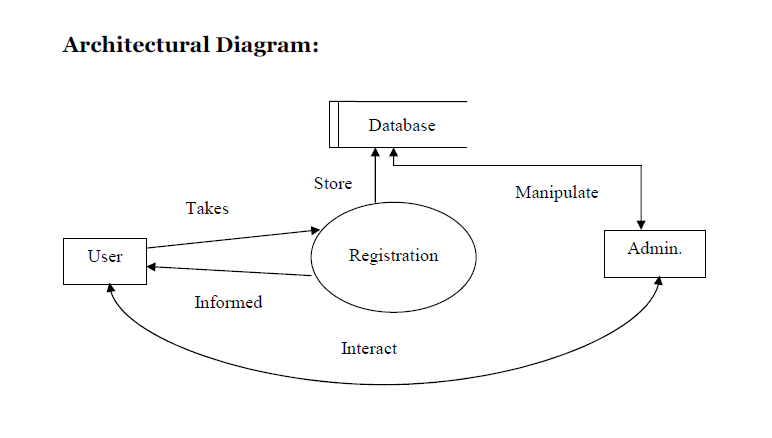 Architectural Diagram:
Database
Store
Manipulate
Takes
User
Registration
Admin.
Informed
Interact